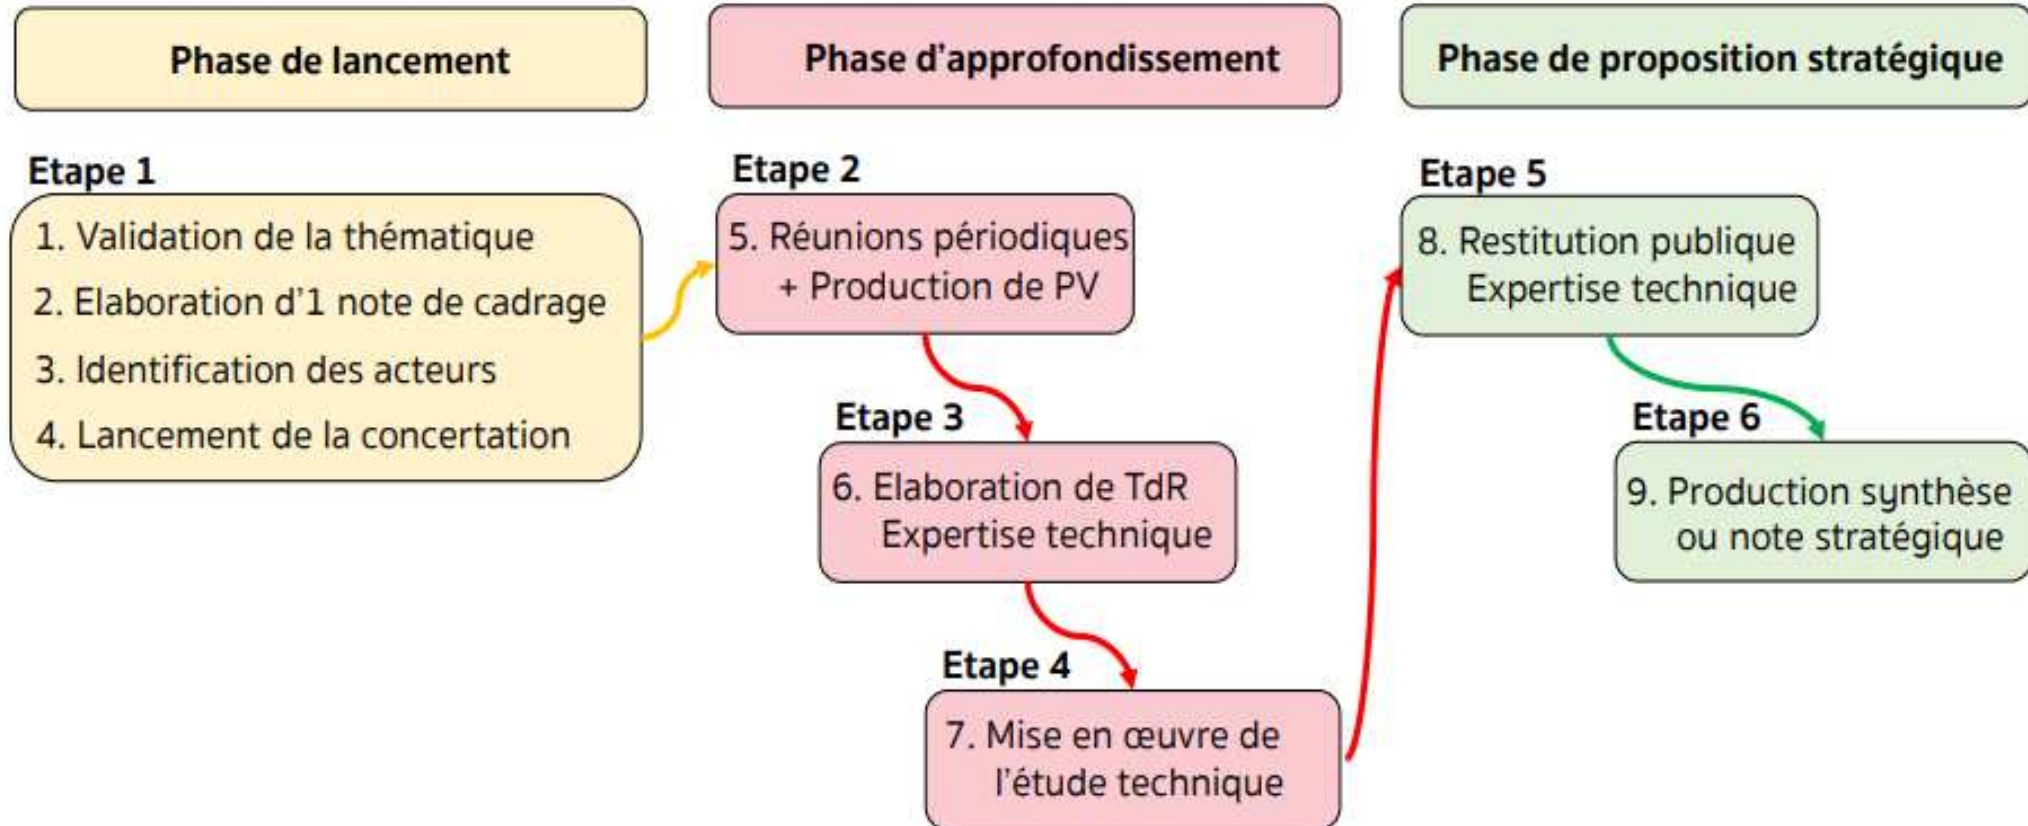 Phase de lancement
Phase d'approfondissement
Phase de proposition stratégique
Etape 1
1. Validation de la thématique
2. Elaboration d'1 note de cadrage
3. Identification des acteurs
4. Lancement de la concertation
Etape 2
5. Réunions périodiques
+ Production de PV
Etape 3
6. Elaboration de TdR
Expertise technique
Etape 4
7. Mise en œuvre de
l'étude technique
Etape 5
8. Restitution publique
Expertise technique
Etape 6
9. Production synthèse
ou note stratégique